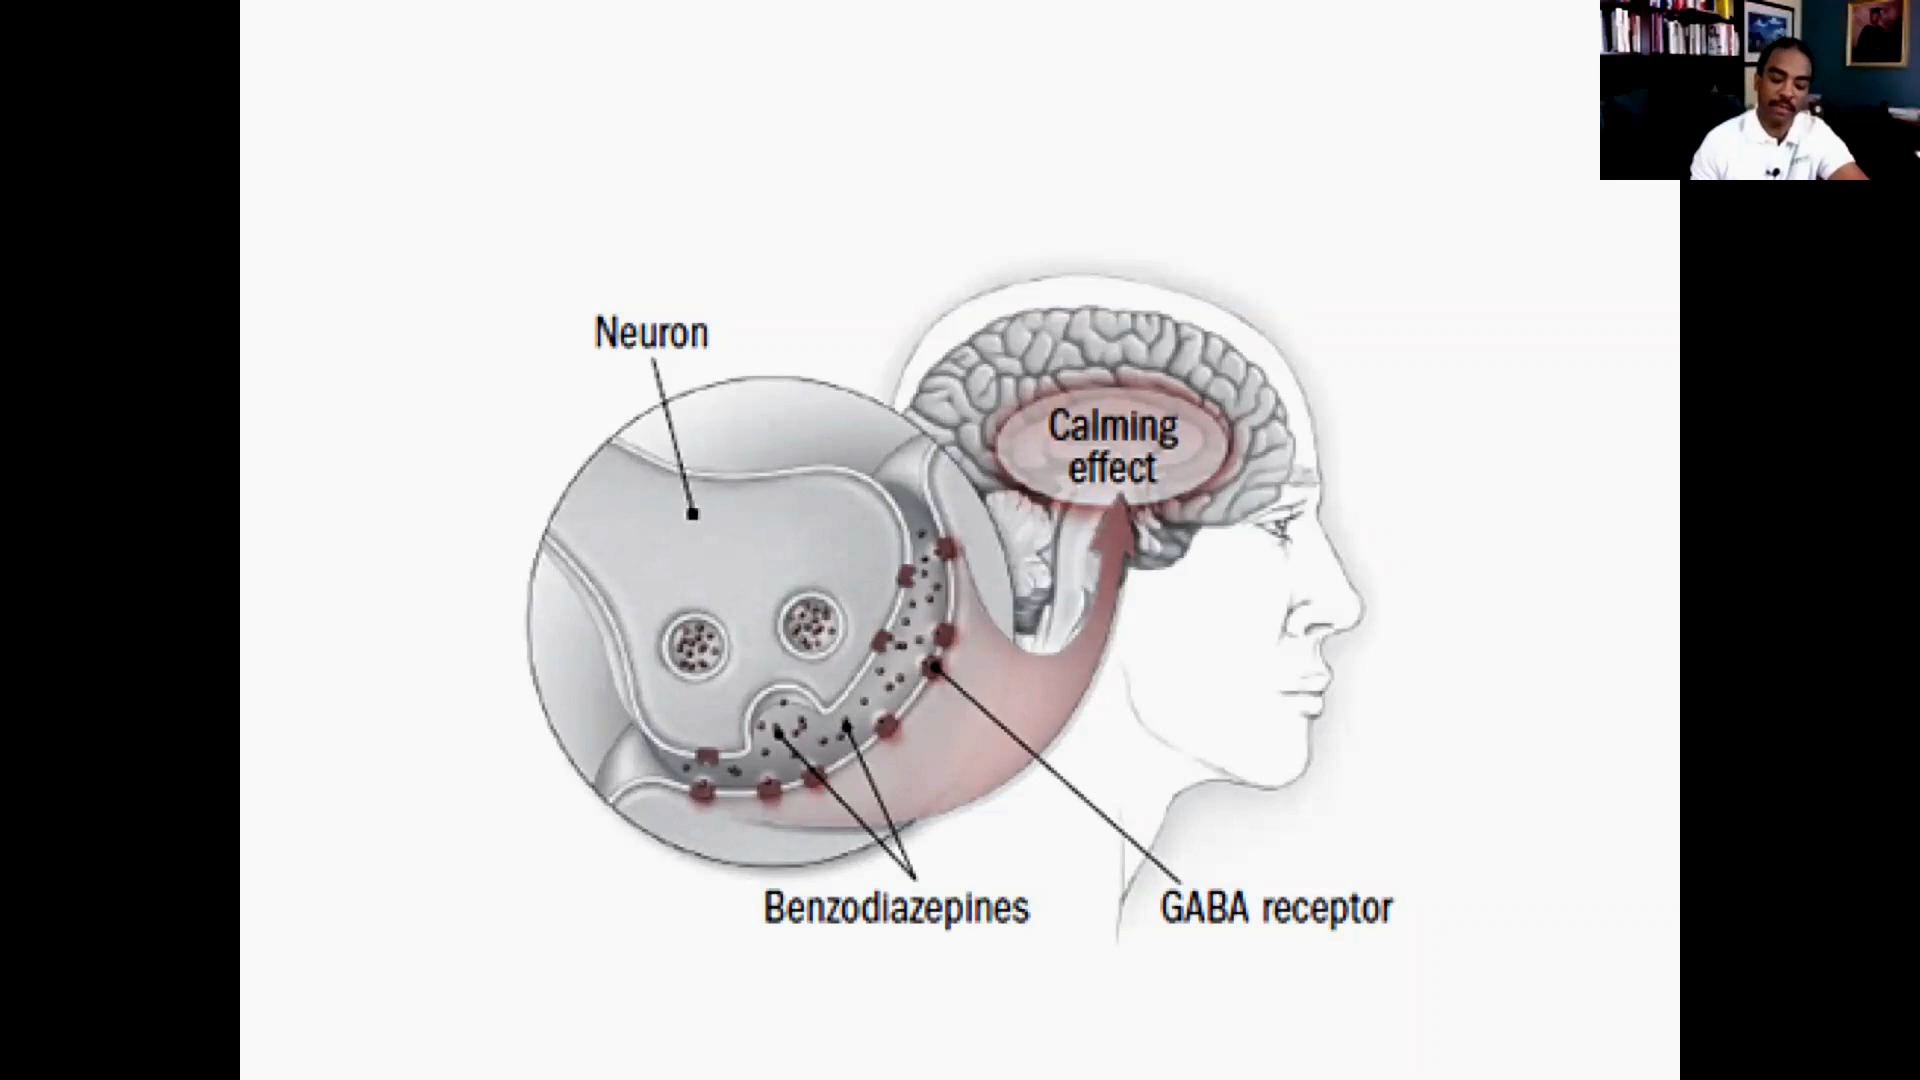 Neuron
Calming
effect
Benzodiazepines
GABA receptor